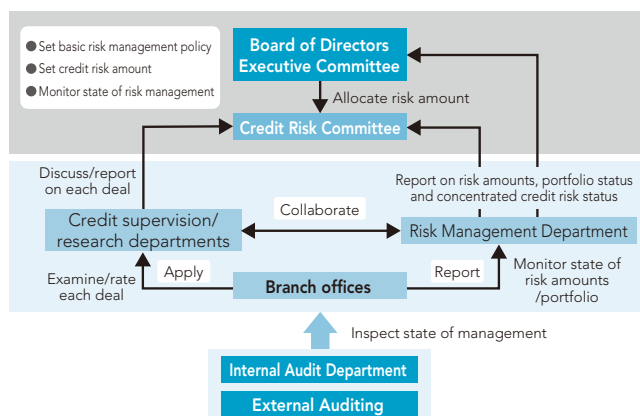 ● Set basic risk management policy
● Set credit risk amount
● Monitor state of risk management
Board of Directors
Executive Committee
Allocate risk amount
Credit Risk Committee
Discuss/report
on each deal
Report on risk amounts, portfolio status
and concentrated credit risk status
Credit supervision/
research departments
Collaborate
Risk Management Department
Examine/rate
each deal
Apply
Branch offices
Report
Monitor state of
risk amounts
/portfolio
Inspect state of management
Internal Audit Department
External Auditing